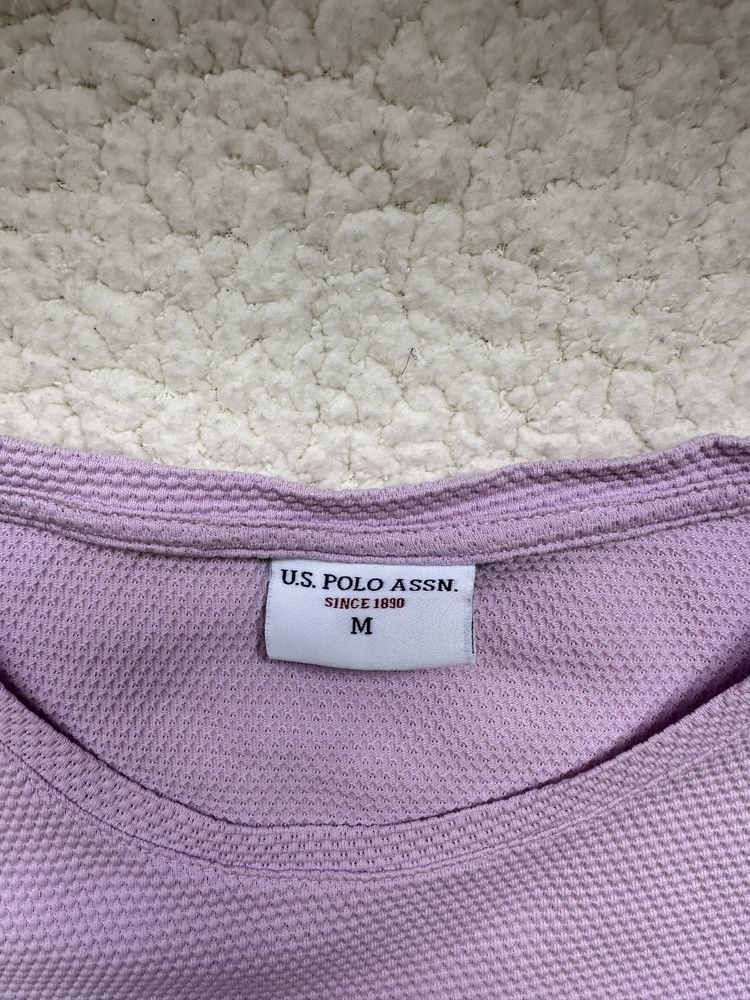 U.S. POLO ASSN.
SINCE 1890
M